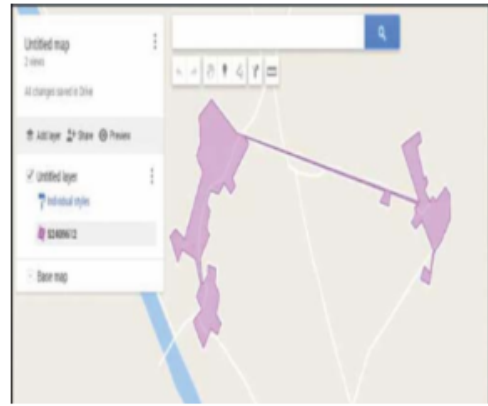 Untitled map
2 views
All changes saved in Drive
Add layer Share Preview
Untitled layer
Individual styles
Base map